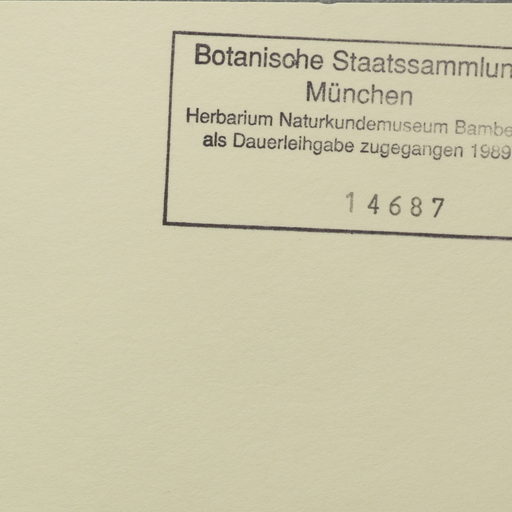 Botanische Staatssammlun
München
Herbarium Naturkundemuseum Bambe
als Dauerleihgabe zugegangen 1989
14687